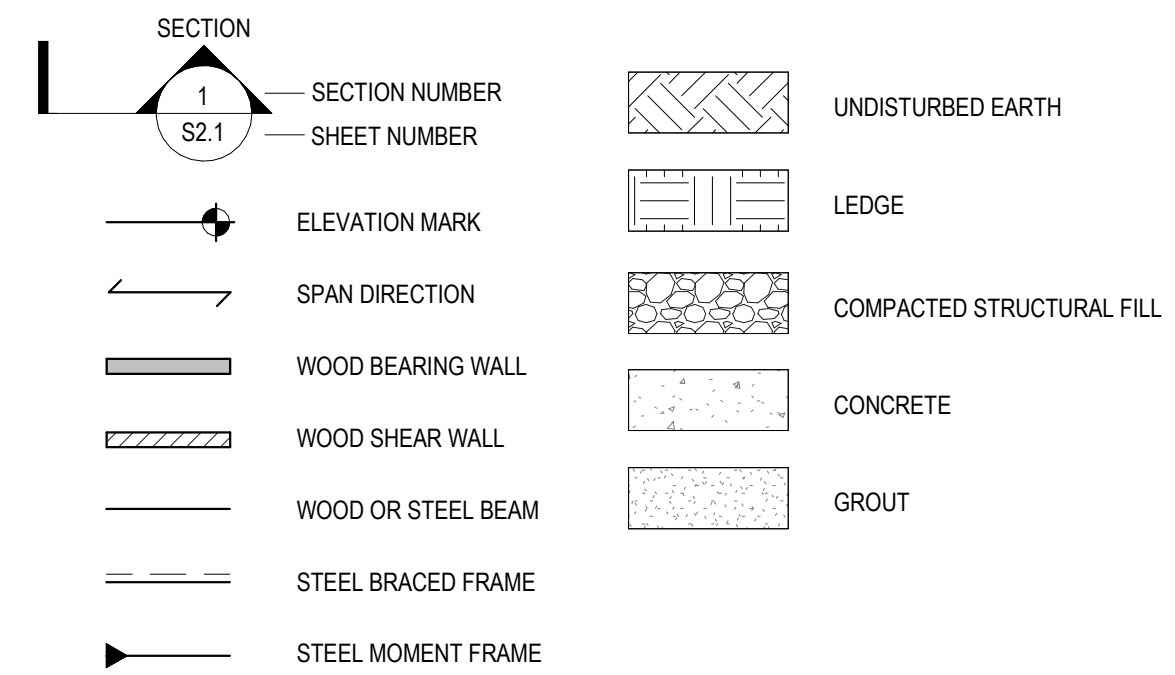 SECTION
1
SECTION NUMBER
S2.1
SHEET NUMBER
ELEVATION MARK
SPAN DIRECTION
WOOD BEARING WALL
WOOD SHEAR WALL
WOOD OR STEEL BEAM
STEEL BRACED FRAME
STEEL MOMENT FRAME
UNDISTURBED EARTH
LEDGE
COMPACTED STRUCTURAL FILL
CONCRETE
GROUT